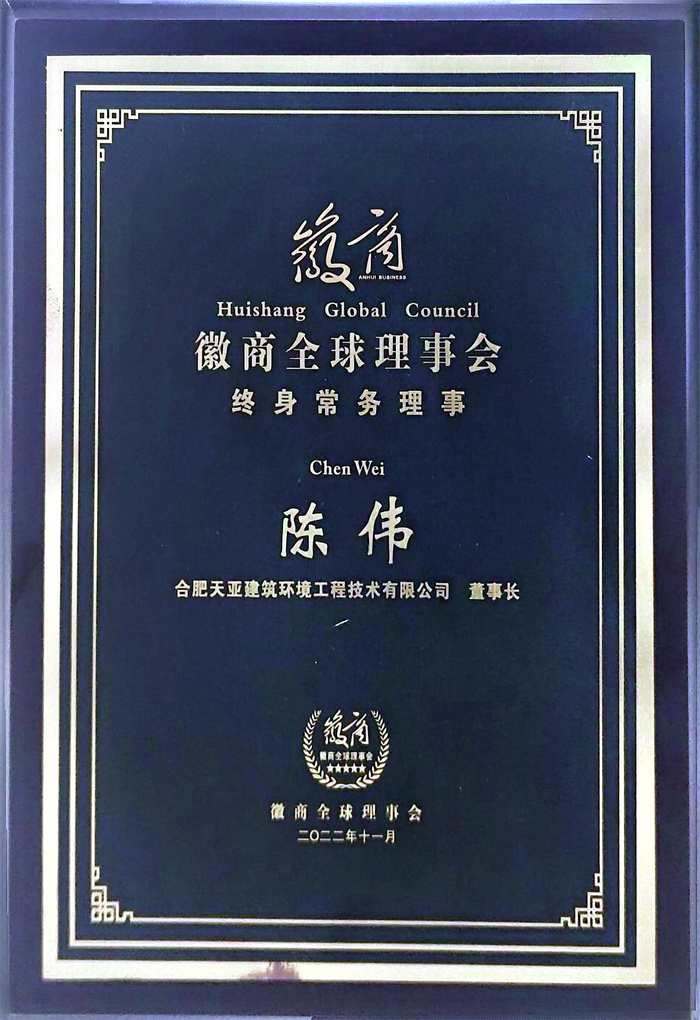 徽商
ANHUI BUSINESS
Huishang Global Council
徽商全球理事会
终身常务理事
Chen Wei
陈伟
合肥天亚建筑环境工程技术有限公司 董事长
徽商
徽商全球理事会
徽商全球理事会
二〇二二年十一月